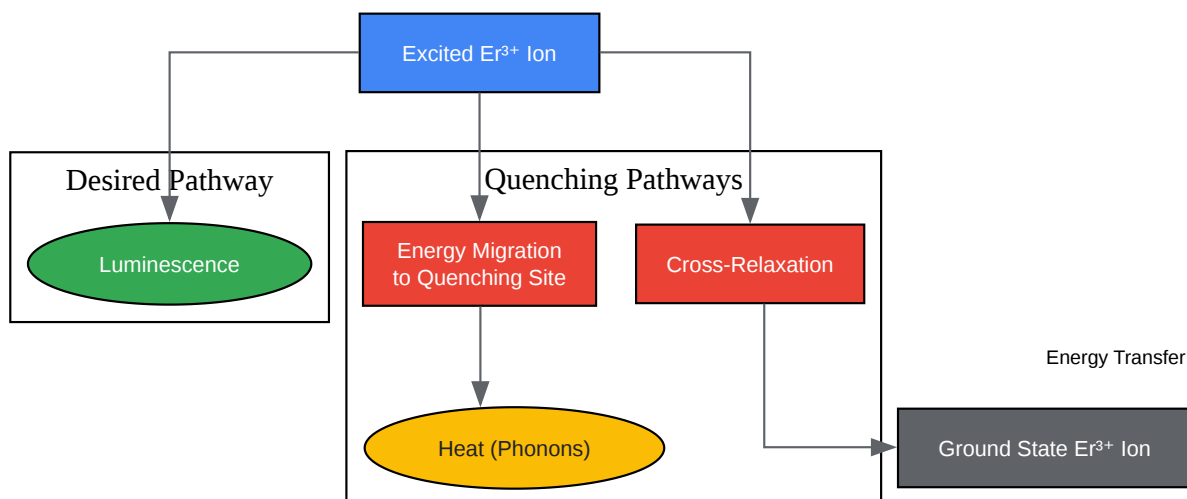 Excited Er³⁺ Ion
Desired Pathway
Quenching Pathways
Luminescence
Energy Migration
to Quenching Site
Cross-Relaxation
Energy Transfer
Heat (Phonons)
Ground State Er³⁺ Ion